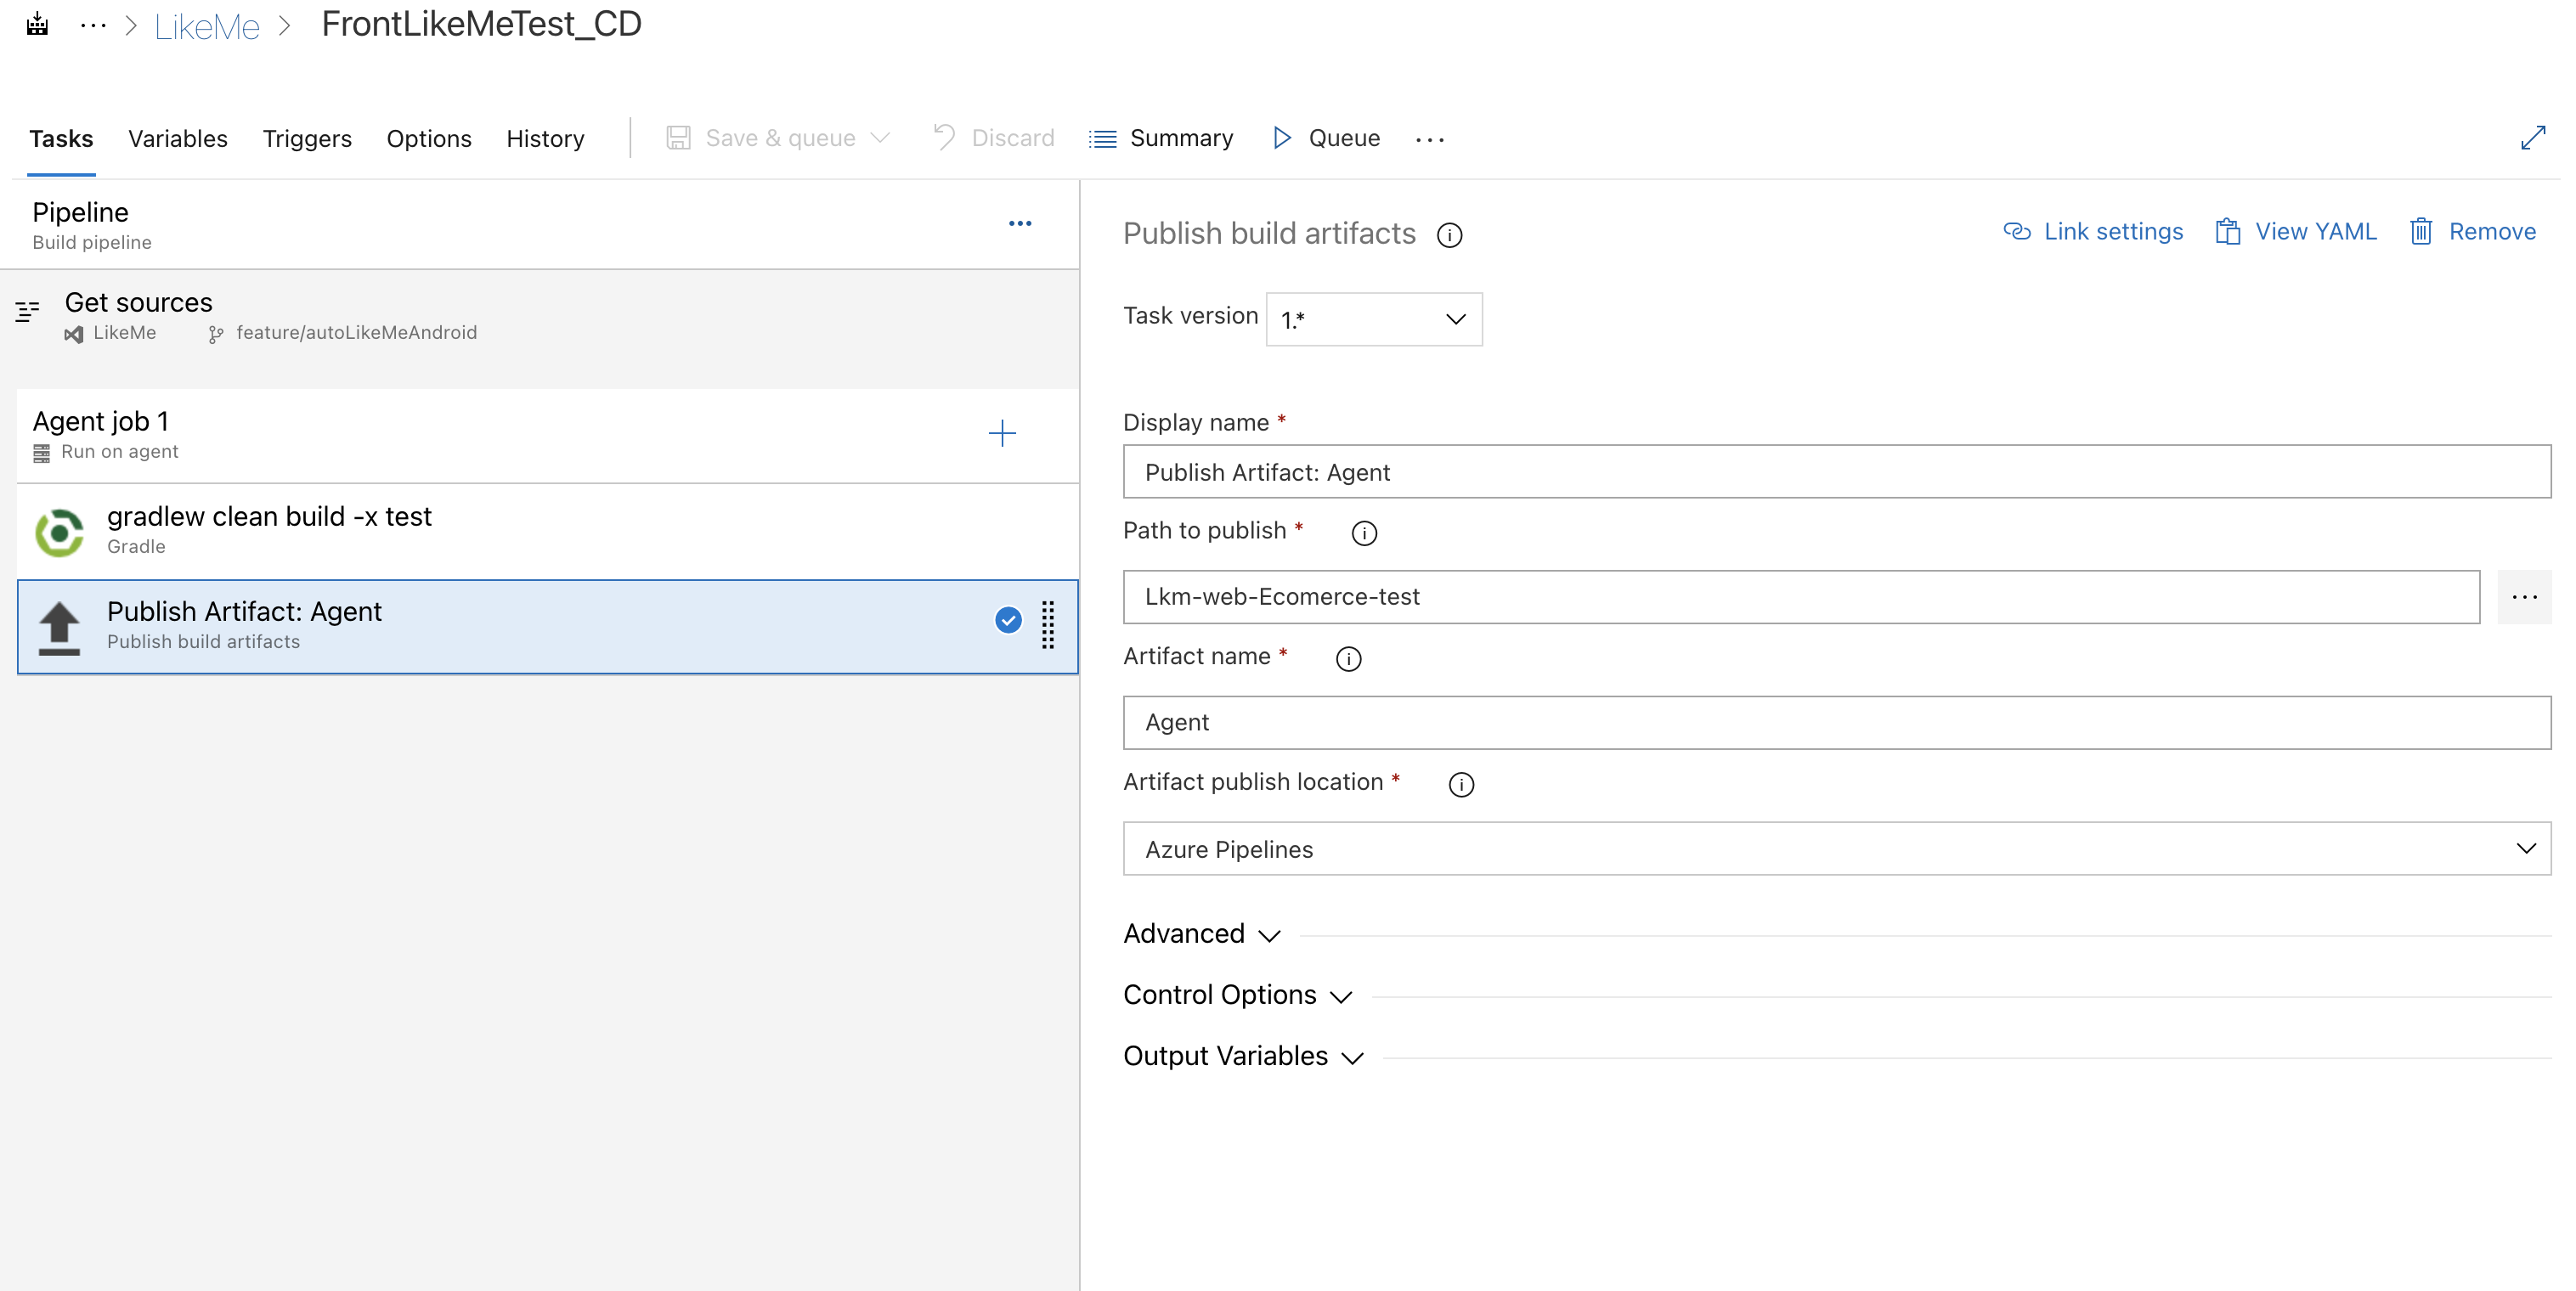 LikeMe FrontLikeMeTest_CD
Tasks Variables Triggers Options History Save & queue Discard Summary Queue
Pipeline
Build pipeline
Get sources
LikeMe feature/autoLikeMeAndroid
Agent job 1
Run on agent
gradlew clean build -x test
Gradle
Publish Artifact: Agent
Publish build artifacts
Publish build artifacts
Link settings View YAML Remove
Task version 1.*
Display name *
Publish Artifact: Agent
Path to publish *
Lkm-web-Ecomerce-test
Artifact name *
Agent
Artifact publish location *
Azure Pipelines
Advanced
Control Options
Output Variables